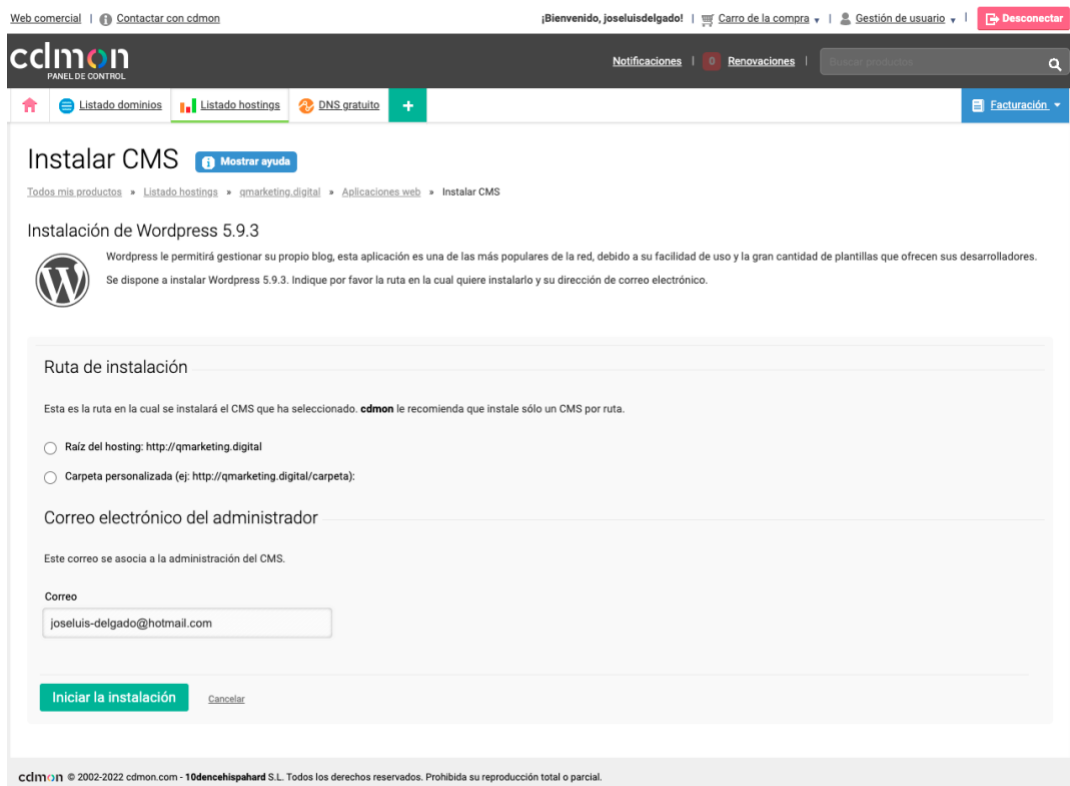 Web comercial | Contactar con cdmon ¡Bienvenido, joseluisdelgado! | Carro de la compra | Gestión de usuario | Desconectar
cdmon
PANEL DE CONTROL
Notificaciones | 0 Renovaciones | Buscar productos
Listado dominios Listado hostings DNS gratuito + Facturación
Instalar CMS Mostrar ayuda
Todos mis productos » Listado hostings » qmarketing.digital » Aplicaciones web » Instalar CMS
Instalación de Wordpress 5.9.3
Wordpress le permitirá gestionar su propio blog, esta aplicación es una de las más populares de la red, debido a su facilidad de uso y la gran cantidad de plantillas que ofrecen sus desarrolladores.
Se dispone a instalar Wordpress 5.9.3. Indique por favor la ruta en la cual quiere instalarlo y su dirección de correo electrónico.
Ruta de instalación
Esta es la ruta en la cual se instalará el CMS que ha seleccionado. cdmon le recomienda que instale sólo un CMS por ruta.
Raíz del hosting: http://qmarketing.digital
Carpeta personalizada (ej: http://qmarketing.digital/carpeta):
Correo electrónico del administrador
Este correo se asocia a la administración del CMS.
Correo
joseluis-delgado@hotmail.com
Iniciar la instalación Cancelar
cdmon © 2002-2022 cdmon.com - 10dencehispahard S.L. Todos los derechos reservados. Prohibida su reproducción total o parcial.